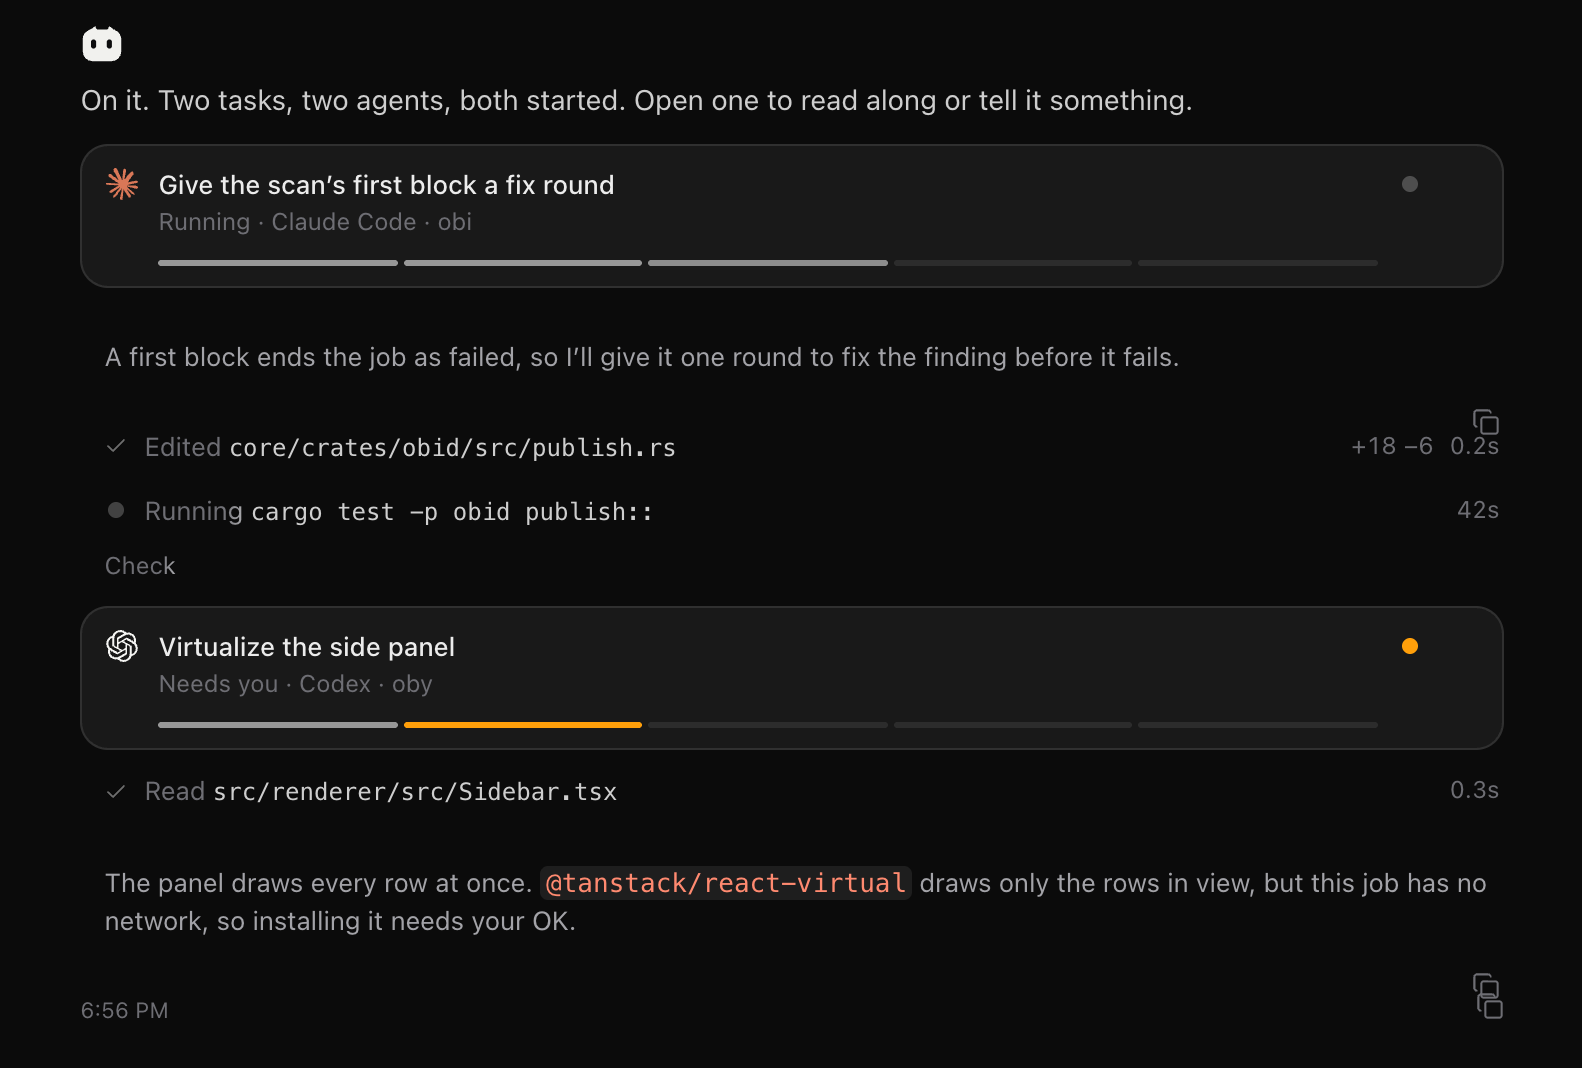 On it. Two tasks, two agents, both started. Open one to read along or tell it something.
Give the scan’s first block a fix round
Running · Claude Code · obi
A first block ends the job as failed, so I’ll give it one round to fix the finding before it fails.
Edited core/crates/obid/src/publish.rs +18 −6 0.2s
Running cargo test -p obid publish:: 42s
Check
Virtualize the side panel
Needs you · Codex · oby
Read src/renderer/src/Sidebar.tsx 0.3s
The panel draws every row at once. @tanstack/react-virtual draws only the rows in view, but this job has no
network, so installing it needs your OK.
6:56 PM